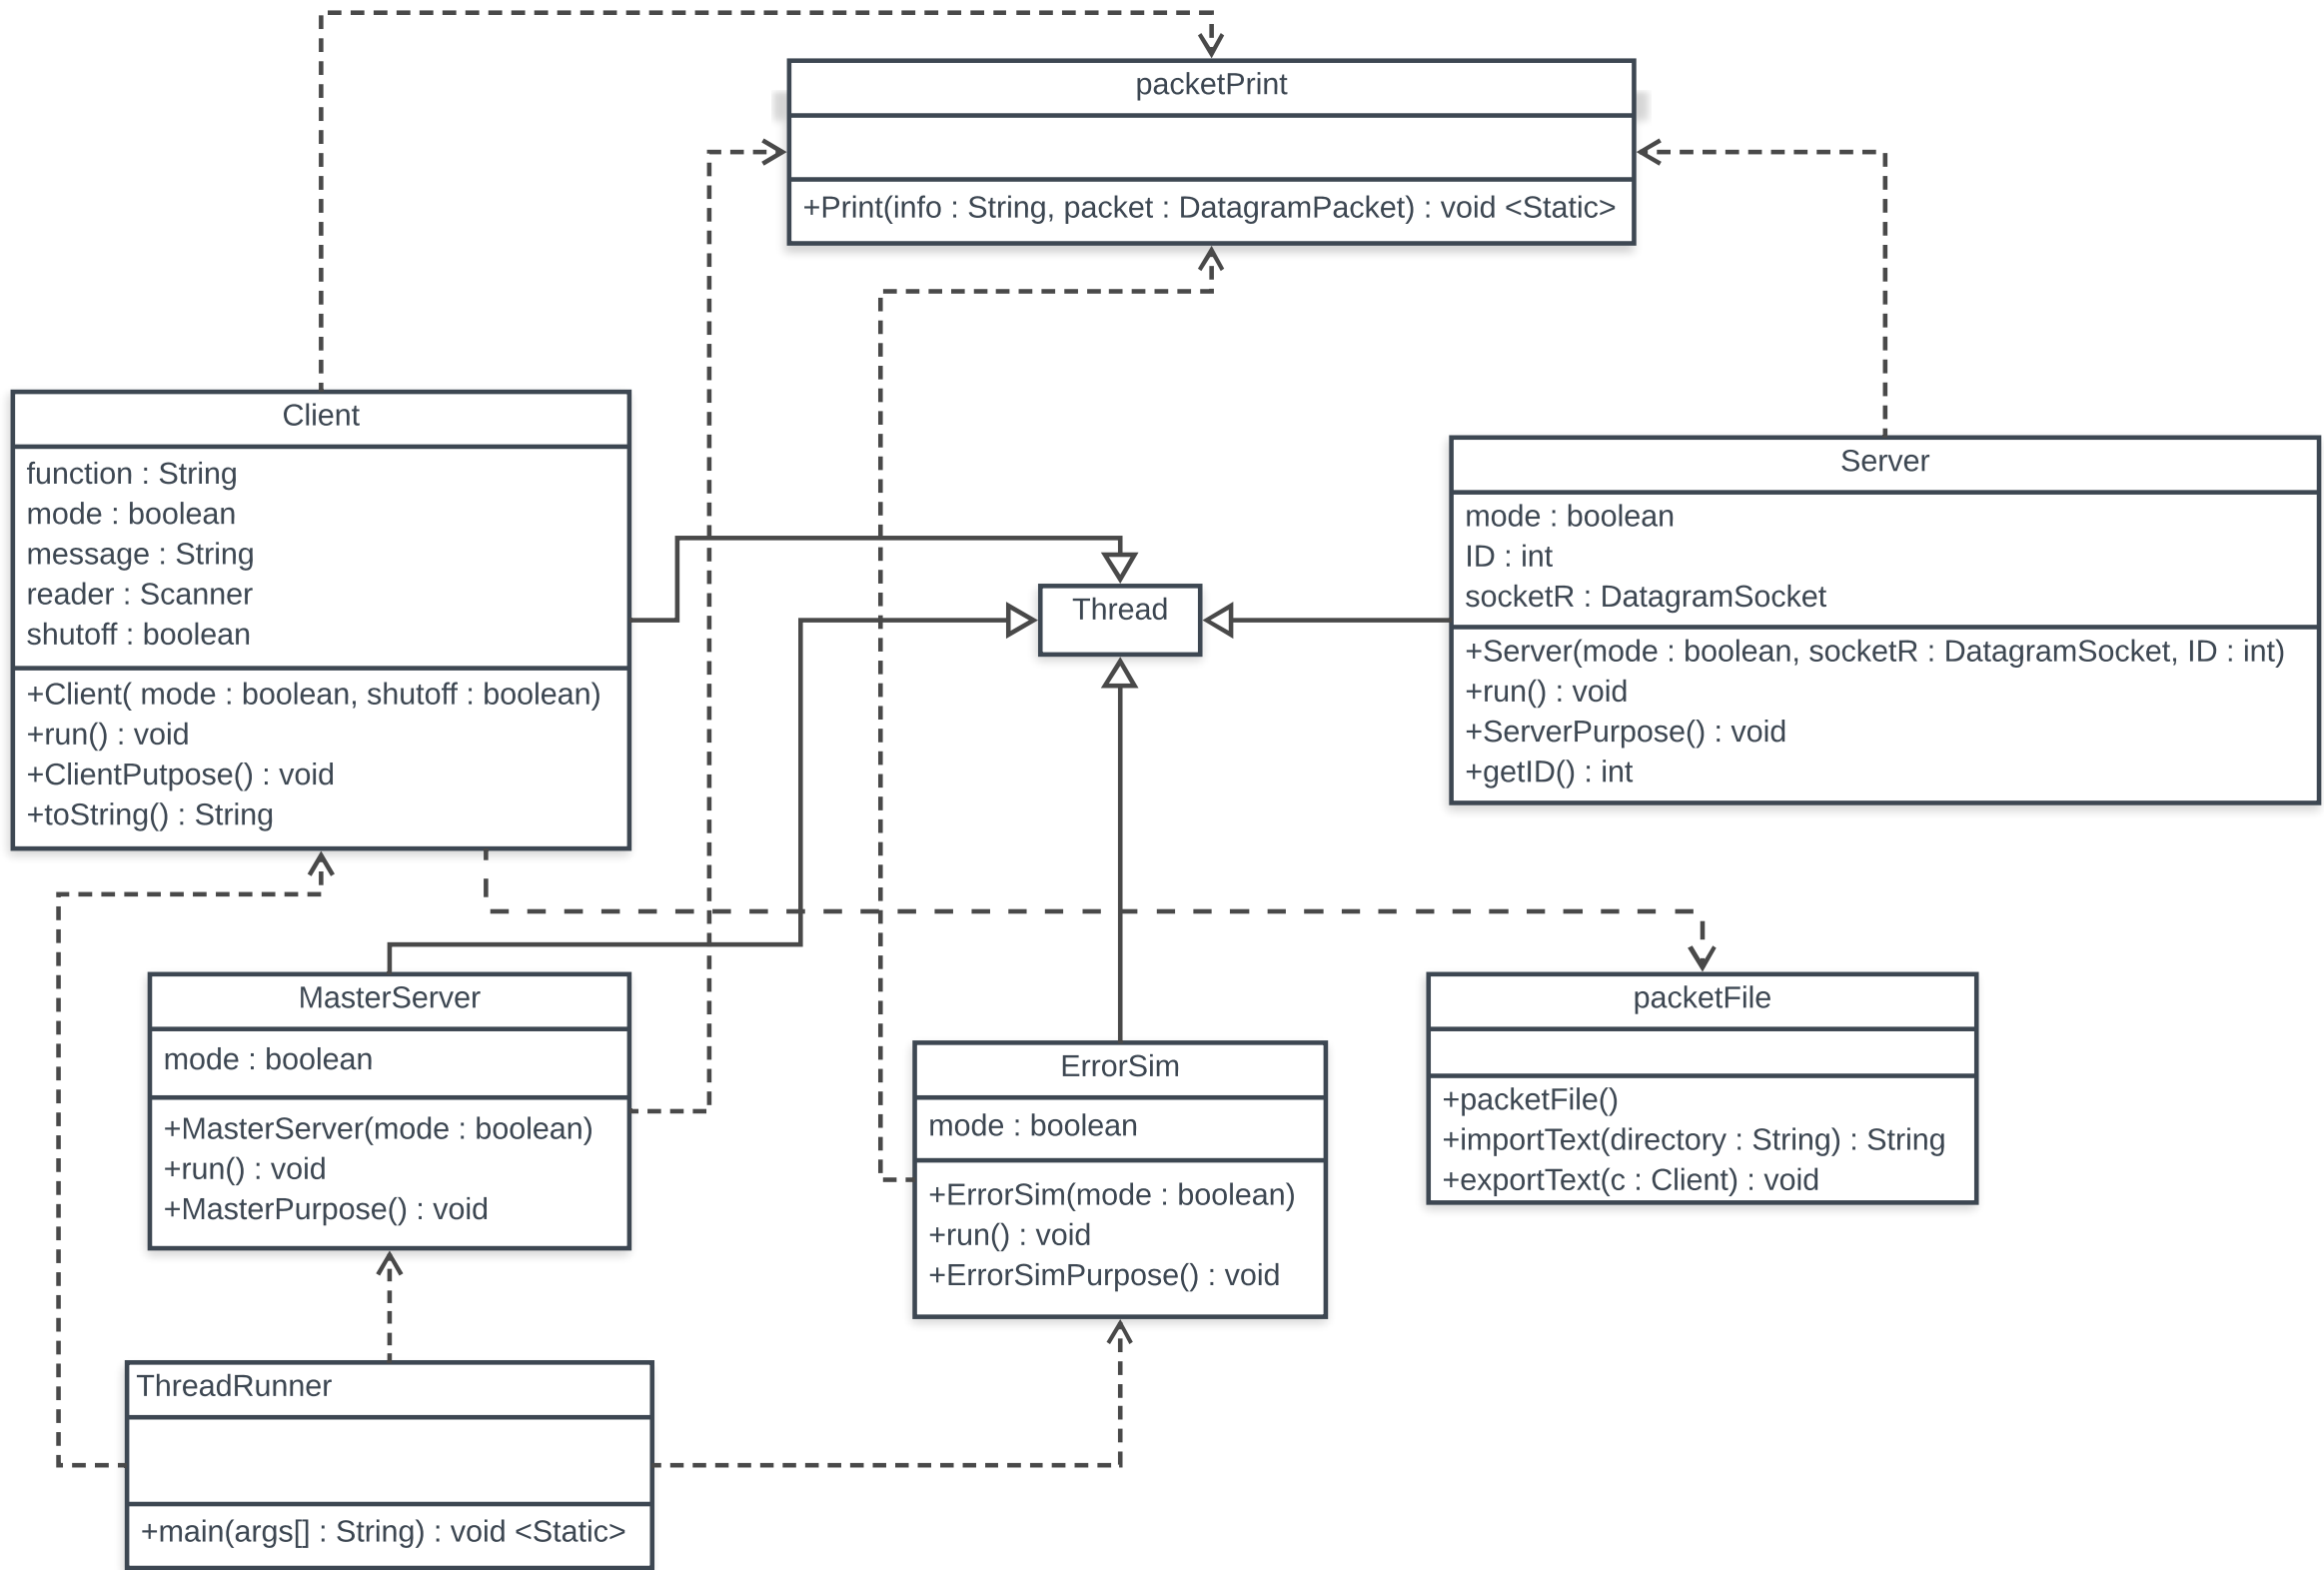 packetPrint
+Print(info : String, packet : DatagramPacket) : void <Static>
Client
function : String
mode : boolean
message : String
reader : Scanner
shutoff : boolean
+Client( mode : boolean, shutoff : boolean)
+run() : void
+ClientPutpose() : void
+toString() : String
Server
mode : boolean
ID : int
socketR : DatagramSocket
+Server(mode : boolean, socketR : DatagramSocket, ID : int)
+run() : void
+ServerPurpose() : void
+getID() : int
Thread
MasterServer
mode : boolean
+MasterServer(mode : boolean)
+run() : void
+MasterPurpose() : void
ErrorSim
mode : boolean
+ErrorSim(mode : boolean)
+run() : void
+ErrorSimPurpose() : void
packetFile
+packetFile()
+importText(directory : String) : String
+exportText(c : Client) : void
ThreadRunner
+main(args[] : String) : void <Static>